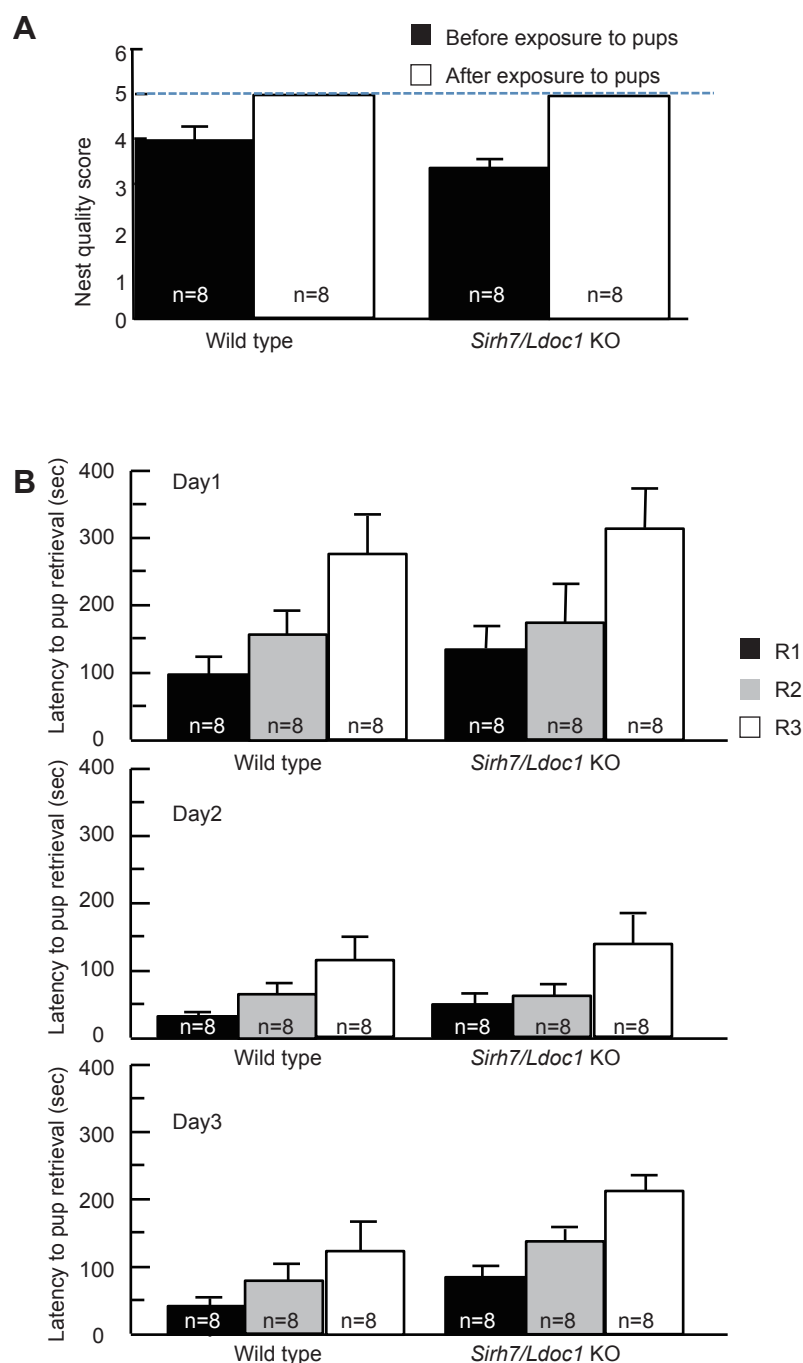 A
Before exposure to pups
After exposure to pups
Nest quality score
6
5
4
3
2
1
0
n=8
n=8
n=8
n=8
Wild type
Sirh7/Ldoc1 KO
B
Latency to pup retrieval (sec)
400
300
200
100
0
Day1
n=8
n=8
n=8
n=8
n=8
n=8
Wild type
Sirh7/Ldoc1 KO
R1
R2
R3
Latency to pup retrieval (sec)
400
300
200
100
0
Day2
n=8
n=8
n=8
n=8
n=8
n=8
Wild type
Sirh7/Ldoc1 KO
Latency to pup retrieval (sec)
400
300
200
100
0
Day3
n=8
n=8
n=8
n=8
n=8
n=8
Wild type
Sirh7/Ldoc1 KO